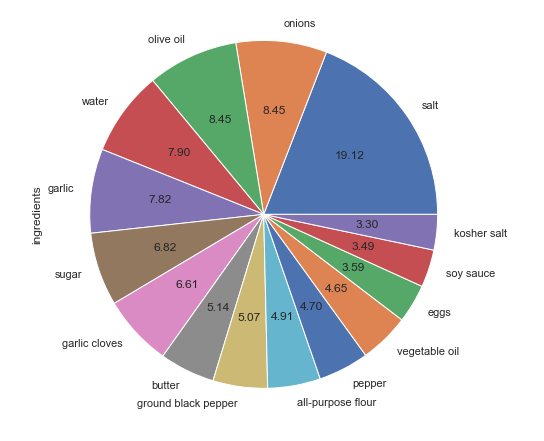 onions
olive oil
water
garlic
sugar
garlic cloves
butter
ground black pepper
all-purpose flour
pepper
vegetable oil
eggs
soy sauce
kosher salt
salt
ingredients
8.45
8.45
7.90
7.82
6.82
6.61
5.14
5.07
4.91
4.70
4.65
3.59
3.49
3.30
19.12